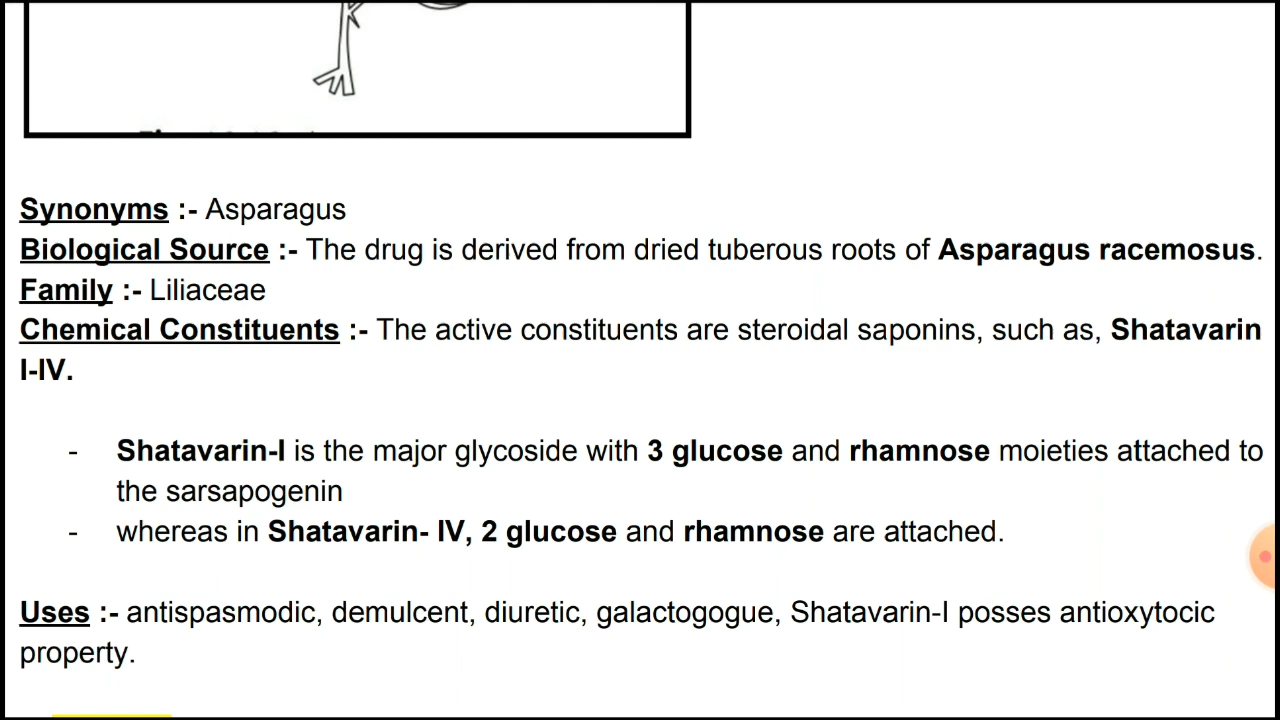 Synonyms :- Asparagus
Biological Source :- The drug is derived from dried tuberous roots of Asparagus racemosus.
Family :- Liliaceae
Chemical Constituents :- The active constituents are steroidal saponins, such as, Shatavarin
I-IV.
- Shatavarin-I is the major glycoside with 3 glucose and rhamnose moieties attached to
the sarsapogenin
- whereas in Shatavarin- IV, 2 glucose and rhamnose are attached.
Uses :- antispasmodic, demulcent, diuretic, galactogogue, Shatavarin-I posses antioxytocic
property.